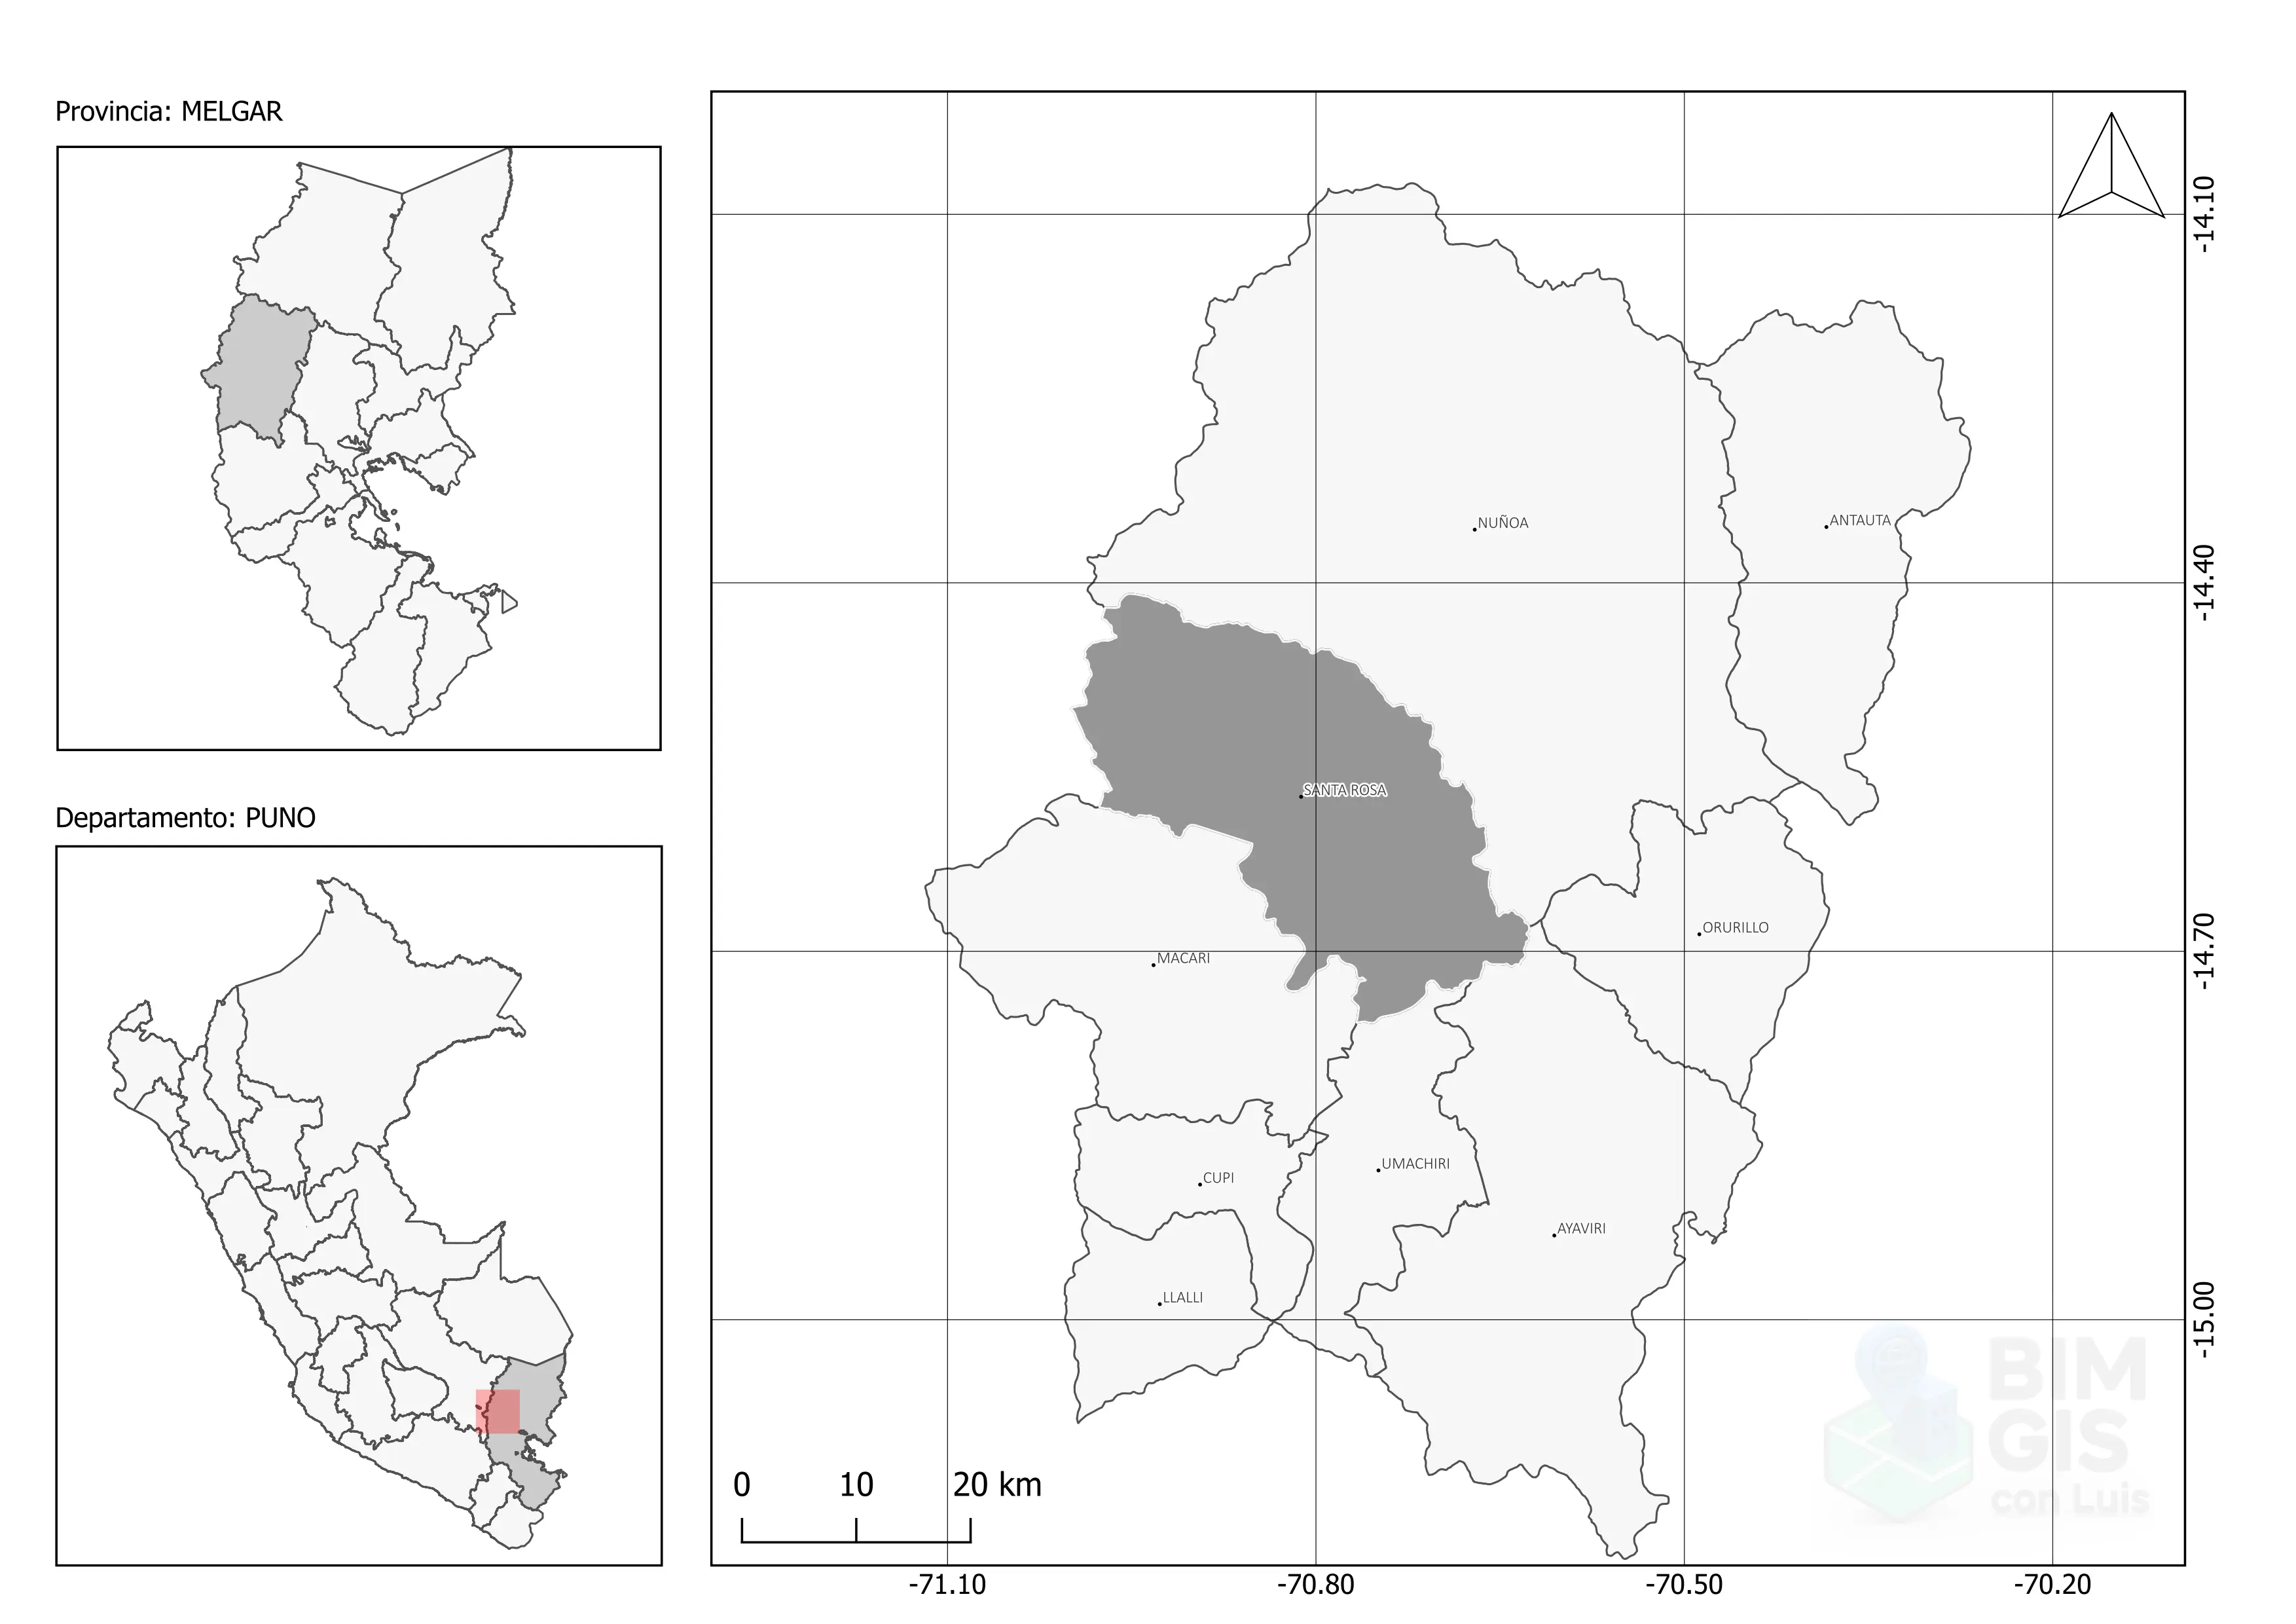 Provincia: MELGAR
Departamento: PUNO
NUÑOA
ANTAUTA
SANTA ROSA
ORURILLO
MACARI
UMACHIRI
CUPI
AYAVIRI
LLALLI
-14.10
-14.40
-14.70
-15.00
0 10 20 km
-71.10 -70.80 -70.50 -70.20
BIM
GIS
con Luis